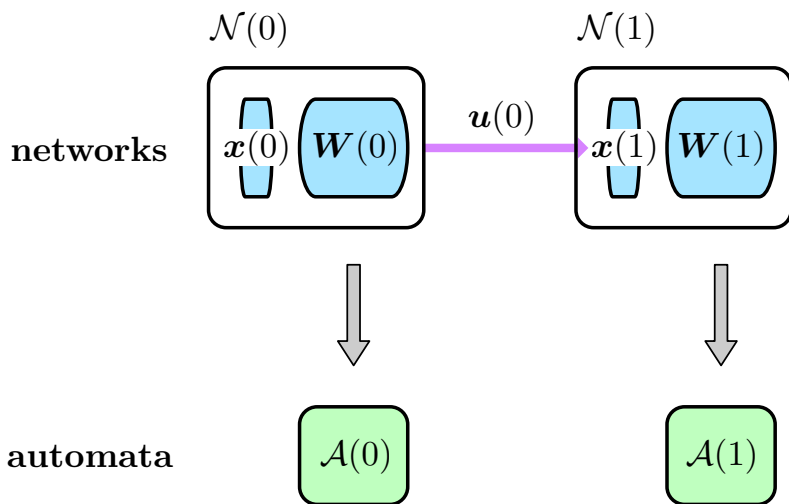 𝒩(0) 𝒩(1)
u(0)
networks x(0) W(0) x(1) W(1)
automata 𝒜(0) 𝒜(1)